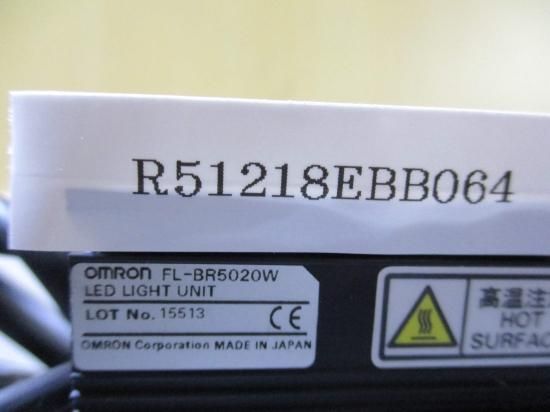 R51218EBB064
OMRON FL-BR5020W
LED LIGHT UNIT
LOT No. 15513 CE
OMRON Corporation MADE IN JAPAN
高温注
HOT
SURFAC